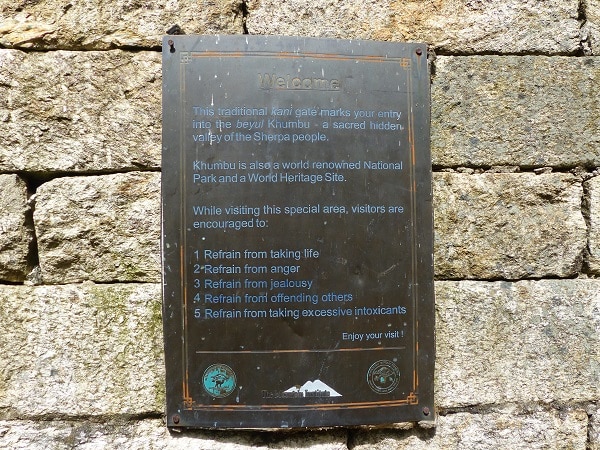 Welcome
This traditional kani gate marks your entry
into the beyul Khumbu - a sacred hidden
valley of the Sherpa people.
Khumbu is also a world renowned National
Park and a World Heritage Site.
While visiting this special area, visitors are
encouraged to:
1 Refrain from taking life
2 Refrain from anger
3 Refrain from jealousy
4 Refrain from offending others
5 Refrain from taking excessive intoxicants
Enjoy your visit !
The Mountain Institute